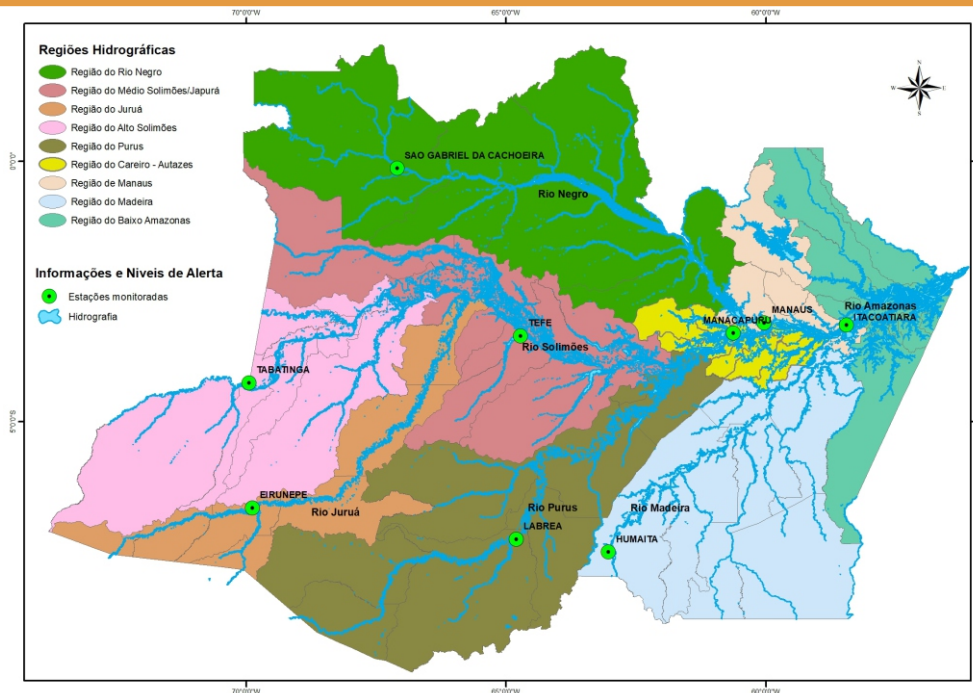 70°0'0"W
65°0'0"W
60°0'0"W
Regiões Hidrográficas
Região do Rio Negro
Região do Médio Solimões/Japurá
Região do Juruá
Região do Alto Solimões
Região do Purus
Região do Careiro - Autazes
Região de Manaus
Região do Madeira
Região do Baixo Amazonas
Informações e Niveis de Alerta
Estações monitoradas
Hidrografia
N
W
E
S
0°0'0"
5°0'0"S
SAO GABRIEL DA CACHOEIRA
Rio Negro
MANAUS
MANACAPURU
Rio Amazonas
ITACOATIARA
TEFE
Rio Solimões
TABATINGA
EIRUNEPE
Rio Juruá
Rio Purus
Rio Madeira
LABREA
HUMAITA
70°0'0"W
65°0'0"W
60°0'0"W